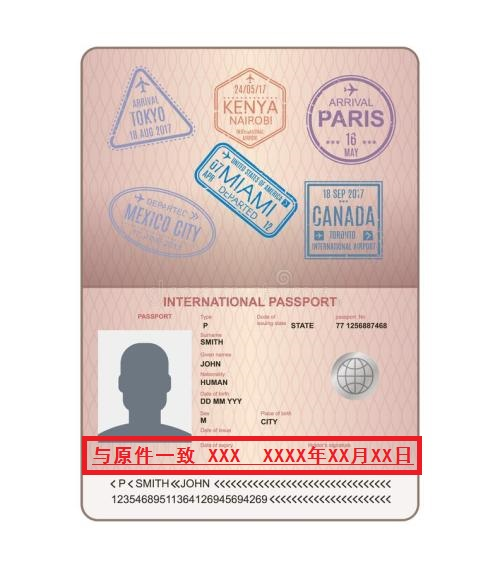 ARRIVAL
TOKYO
18 AUG 2017
24/05/17
KENYA
NAIROBI
INTERNATIONAL
AIRPORT
ARRIVAL
PARIS
16
MAY
UNITED STATES OF AMERICA
07 MIAMI
APR DEPARTED 12
DEPARTED
MEXICO CITY
18 SEP 2017
CANADA
TORONTO
INTERNATIONAL AIRPORT
INTERNATIONAL PASSPORT
PASSPORT Type Code of issuing state STATE passport No
P 77 1256887468
Surname
SMITH
Given names
JOHN
Nationality
HUMAN
Date of birth
DD MM YYY
Sex Place of birth
M CITY
Date of issue
Date of expiry Holder's signature
与原件一致 XXX XXXX年XX月XX日
<P<SMITH<<JOHN <<<<<<<<<<<<<<<<<<<<<<<<<<<<<
12354689511364126945694269<<<<<<<<<<<<<<<<<<<<